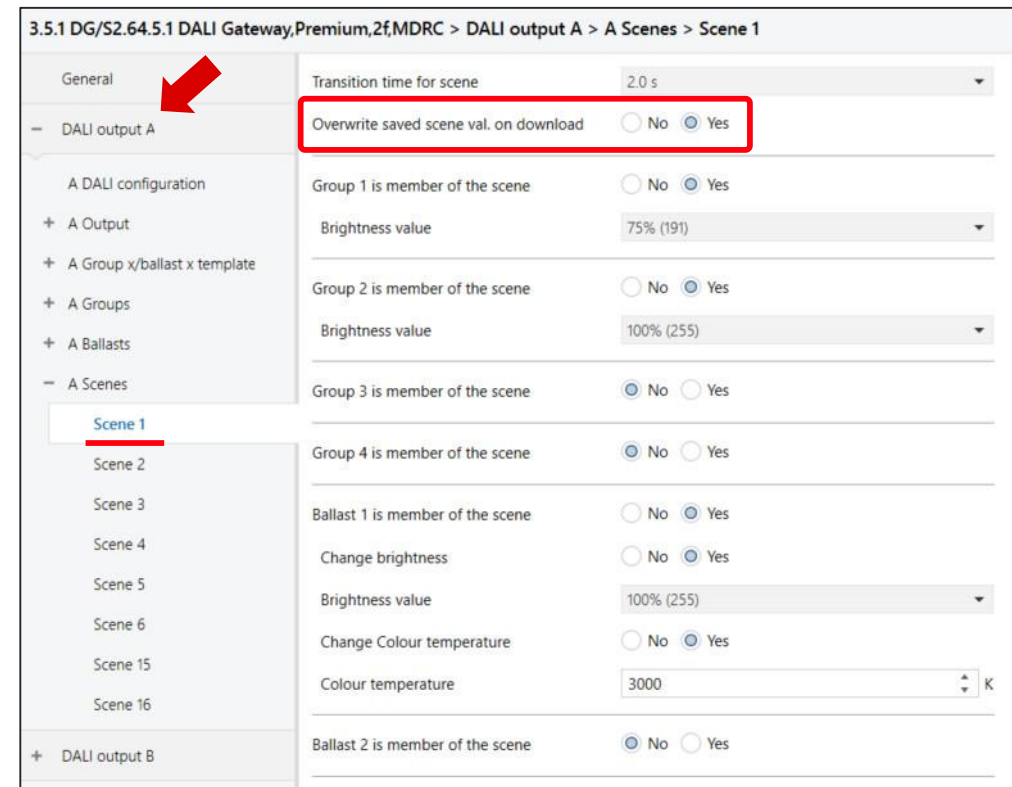 3.5.1 DG/S2.64.5.1 DALI Gateway,Premium,2f,MDRC > DALI output A > A Scenes > Scene 1
General
− DALI output A
A DALI configuration
+ A Output
+ A Group x/ballast x template
+ A Groups
+ A Ballasts
− A Scenes
Scene 1
Scene 2
Scene 3
Scene 4
Scene 5
Scene 6
Scene 15
Scene 16
+ DALI output B
Transition time for scene 2.0 s
Overwrite saved scene val. on download No Yes
Group 1 is member of the scene No Yes
Brightness value 75% (191)
Group 2 is member of the scene No Yes
Brightness value 100% (255)
Group 3 is member of the scene No Yes
Group 4 is member of the scene No Yes
Ballast 1 is member of the scene No Yes
Change brightness No Yes
Brightness value 100% (255)
Change Colour temperature No Yes
Colour temperature 3000 K
Ballast 2 is member of the scene No Yes